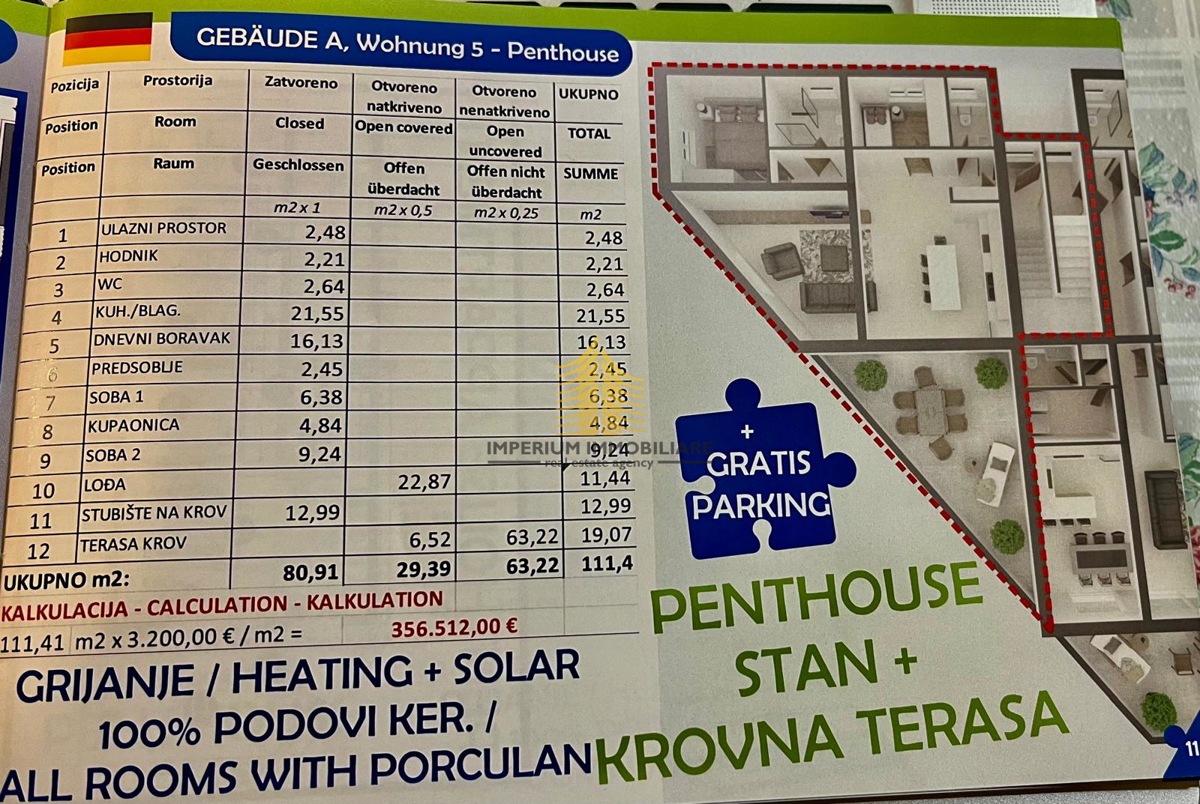 GEBÄUDE A, Wohnung 5 - Penthouse
Pozicija Prostorija Zatvoreno Otvoreno natkriveno Otvoreno nenatkriveno UKUPNO
Position Room Closed Open covered Open uncovered TOTAL
Position Raum Geschlossen Offen überdacht Offen nicht überdacht SUMME
m2 x 1 m2 x 0,5 m2 x 0,25 m2
1 ULAZNI PROSTOR 2,48 2,48
2 HODNIK 2,21 2,21
3 WC 2,64 2,64
4 KUH./BLAG. 21,55 21,55
5 DNEVNI BORAVAK 16,13 16,13
6 PREDSOBLJE 2,45 2,45
7 SOBA 1 6,38 6,38
8 KUPAONICA 4,84 4,84
9 SOBA 2 9,24 9,24
10 LOĐA 22,87 11,44
11 STUBIŠTE NA KROV 12,99 12,99
12 TERASA KROV 6,52 63,22 19,07
UKUPNO m2: 80,91 29,39 63,22 111,4
KALKULACIJA - CALCULATION - KALKULATION
111,41 m2 x 3.200,00 € / m2 = 356.512,00 €
GRIJANJE / HEATING + SOLAR
100% PODOVI KER. /
ALL ROOMS WITH PORCULAN
+
GRATIS
PARKING
PENTHOUSE
STAN +
KROVNA TERASA
IMPERIUM IMMOBILIARE
real estate agency
11